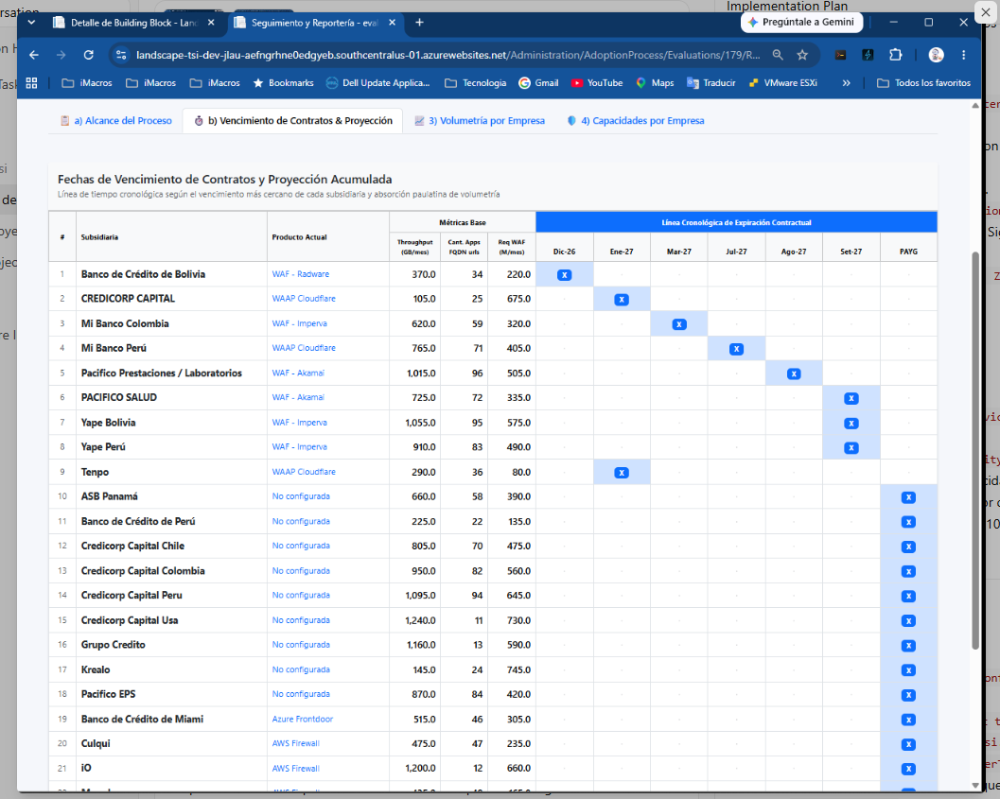 ersation
Implementation Plan
Detalle de Building Block - Land
Seguimiento y Reportería - eval
Pregúntale a Gemini
landscape-tsi-dev-jlau-aefngrhne0edgyeb.southcentralus-01.azurewebsites.net/Administration/AdoptionProcess/Evaluations/179/R...
iMacros iMacros iMacros Bookmarks Dell Update Applica... Tecnologia Gmail YouTube Maps Traducir VMware ESXi » Todos los favoritos
a) Alcance del Proceso
b) Vencimiento de Contratos & Proyección
3) Volumetría por Empresa
4) Capacidades por Empresa
Fechas de Vencimiento de Contratos y Proyección Acumulada
Línea de tiempo cronológica según el vencimiento más cercano de cada subsidiaria y absorción paulatina de volumetría
# Subsidiaria Producto Actual Métricas Base Línea Cronológica de Expiración Contractual
Throughput (GB/mes) Cant. Apps FQDN urls Req WAF (M/mes) Dic-26 Ene-27 Mar-27 Jul-27 Ago-27 Set-27 PAYG
1 Banco de Crédito de Bolivia WAF - Radware 370.0 34 220.0 X
2 CREDICORP CAPITAL WAAP Cloudflare 105.0 25 675.0 X
3 Mi Banco Colombia WAF - Imperva 620.0 59 320.0 X
4 Mi Banco Perú WAAP Cloudflare 765.0 71 405.0 X
5 Pacifico Prestaciones / Laboratorios WAF - Akamai 1,015.0 96 505.0 X
6 PACIFICO SALUD WAF - Akamai 725.0 72 335.0 X
7 Yape Bolivia WAF - Imperva 1,055.0 95 575.0 X
8 Yape Perú WAF - Imperva 910.0 83 490.0 X
9 Tenpo WAAP Cloudflare 290.0 36 80.0 X
10 ASB Panamá No configurada 660.0 58 390.0 X
11 Banco de Crédito de Perú No configurada 225.0 22 135.0 X
12 Credicorp Capital Chile No configurada 805.0 70 475.0 X
13 Credicorp Capital Colombia No configurada 950.0 82 560.0 X
14 Credicorp Capital Peru No configurada 1,095.0 94 645.0 X
15 Credicorp Capital Usa No configurada 1,240.0 11 730.0 X
16 Grupo Credito No configurada 1,160.0 13 590.0 X
17 Krealo No configurada 145.0 24 745.0 X
18 Pacifico EPS No configurada 870.0 84 420.0 X
19 Banco de Crédito de Miami Azure Frontdoor 515.0 46 305.0 X
20 Culqui AWS Firewall 475.0 47 235.0 X
21 iO AWS Firewall 1,200.0 12 660.0 X